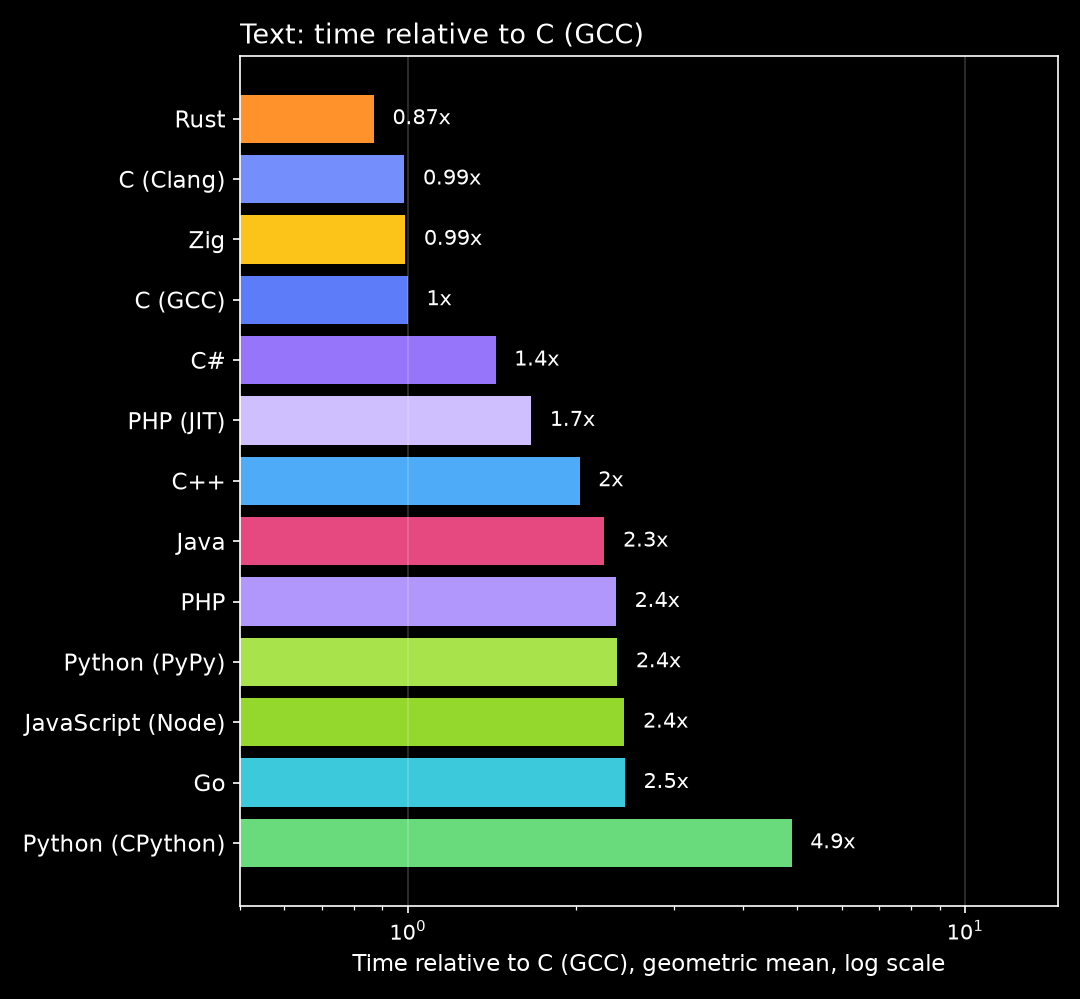 Text: time relative to C (GCC)
Rust 0.87x
C (Clang) 0.99x
Zig 0.99x
C (GCC) 1x
C# 1.4x
PHP (JIT) 1.7x
C++ 2x
Java 2.3x
PHP 2.4x
Python (PyPy) 2.4x
JavaScript (Node) 2.4x
Go 2.5x
Python (CPython) 4.9x
10⁰ 10¹
Time relative to C (GCC), geometric mean, log scale